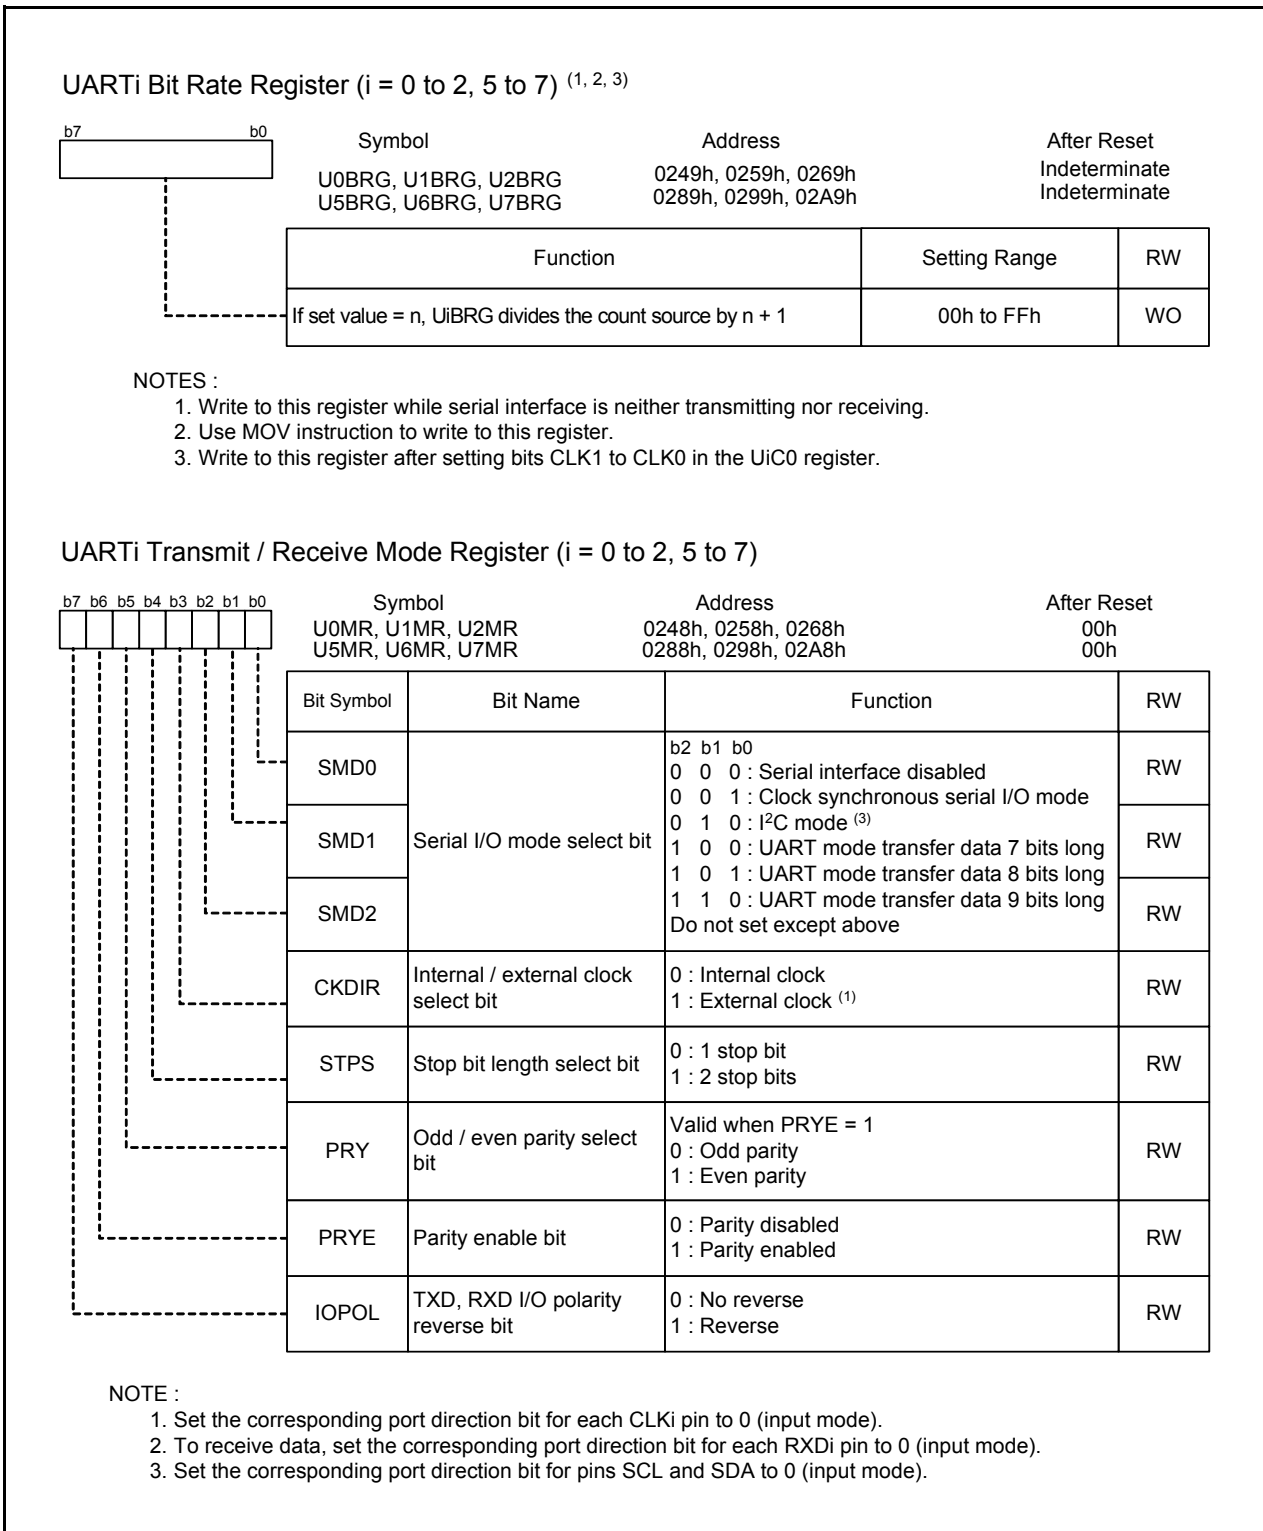 UARTi Bit Rate Register (i = 0 to 2, 5 to 7) (1, 2, 3)
b7 b0
Symbol Address After Reset
U0BRG, U1BRG, U2BRG 0249h, 0259h, 0269h Indeterminate
U5BRG, U6BRG, U7BRG 0289h, 0299h, 02A9h Indeterminate
Function Setting Range RW
If set value = n, UiBRG divides the count source by n + 1 00h to FFh WO
NOTES :
1. Write to this register while serial interface is neither transmitting nor receiving.
2. Use MOV instruction to write to this register.
3. Write to this register after setting bits CLK1 to CLK0 in the UiC0 register.
UARTi Transmit / Receive Mode Register (i = 0 to 2, 5 to 7)
b7 b6 b5 b4 b3 b2 b1 b0
Symbol Address After Reset
U0MR, U1MR, U2MR 0248h, 0258h, 0268h 00h
U5MR, U6MR, U7MR 0288h, 0298h, 02A8h 00h
Bit Symbol Bit Name Function RW
SMD0 RW
SMD1 Serial I/O mode select bit RW
SMD2 RW
b2 b1 b0
0 0 0 : Serial interface disabled
0 0 1 : Clock synchronous serial I/O mode
0 1 0 : I²C mode (3)
1 0 0 : UART mode transfer data 7 bits long
1 0 1 : UART mode transfer data 8 bits long
1 1 0 : UART mode transfer data 9 bits long
Do not set except above
CKDIR Internal / external clock select bit RW
0 : Internal clock
1 : External clock (1)
STPS Stop bit length select bit RW
0 : 1 stop bit
1 : 2 stop bits
PRY Odd / even parity select bit RW
Valid when PRYE = 1
0 : Odd parity
1 : Even parity
PRYE Parity enable bit RW
0 : Parity disabled
1 : Parity enabled
IOPOL TXD, RXD I/O polarity reverse bit RW
0 : No reverse
1 : Reverse
NOTE :
1. Set the corresponding port direction bit for each CLKi pin to 0 (input mode).
2. To receive data, set the corresponding port direction bit for each RXDi pin to 0 (input mode).
3. Set the corresponding port direction bit for pins SCL and SDA to 0 (input mode).